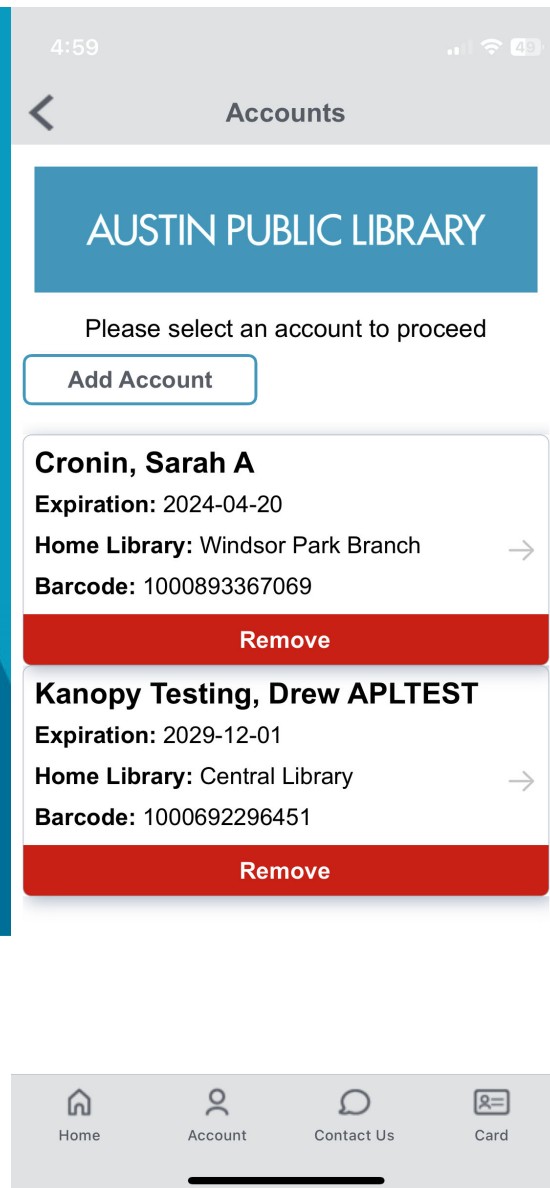 4:59
49
Accounts
AUSTIN PUBLIC LIBRARY
Please select an account to proceed
Add Account
Cronin, Sarah A
Expiration: 2024-04-20
Home Library: Windsor Park Branch
Barcode: 1000893367069
Remove
Kanopy Testing, Drew APLTEST
Expiration: 2029-12-01
Home Library: Central Library
Barcode: 1000692296451
Remove
Home Account Contact Us Card